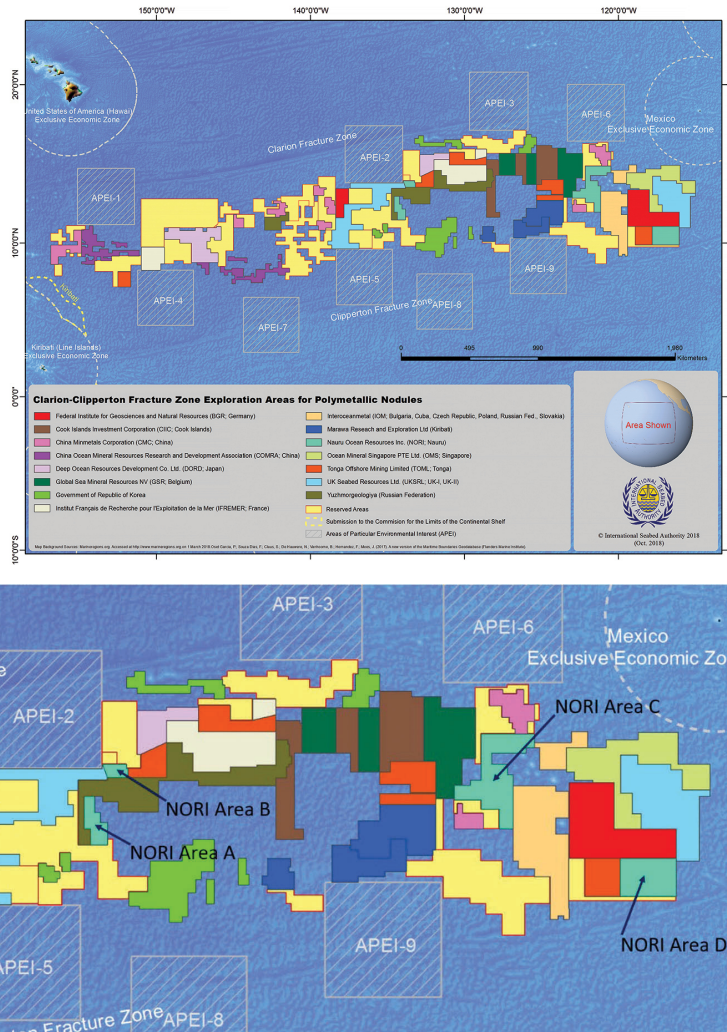 150°0'0"W
140°0'0"W
130°0'0"W
120°0'0"W
20°0'0"N
10°0'0"N
0°0'0"
10°0'0"S
United States of America (Hawaii)
Exclusive Economic Zone
Mexico
Exclusive Economic Zone
Clarion Fracture Zone
APEI-1
APEI-2
APEI-3
APEI-6
APEI-4
APEI-5
APEI-7
APEI-8
APEI-9
Clipperton Fracture Zone
Kiribati
Kiribati (Line Islands)
Exclusive Economic Zone
0
495
990
1,980
Kilometers
Clarion-Clipperton Fracture Zone Exploration Areas for Polymetallic Nodules
Federal Institute for Geosciences and Natural Resources (BGR; Germany)
Cook Islands Investment Corporation (CIIC; Cook Islands)
China Minmetals Corporation (CMC; China)
China Ocean Mineral Resources Research and Development Association (COMRA; China)
Deep Ocean Resources Development Co. Ltd. (DORD; Japan)
Global Sea Mineral Resources NV (GSR; Belgium)
Government of Republic of Korea
Institut Français de Recherche pour l'Exploitation de la Mer (IFREMER; France)
Interoceanmetal (IOM; Bulgaria, Cuba, Czech Republic, Poland, Russian Fed., Slovakia)
Marawa Reseach and Exploration Ltd (Kiribati)
Nauru Ocean Resources Inc. (NORI; Nauru)
Ocean Mineral Singapore PTE Ltd. (OMS; Singapore)
Tonga Offshore Mining Limited (TOML; Tonga)
UK Seabed Resources Ltd. (UKSRL; UK-I, UK-II)
Yuzhmorgeologiya (Russian Federation)
Reserved Areas
Submission to the Commision for the Limits of the Continental Shelf
Areas of Particular Environmental Interest (APEI)
Area Shown
INTERNATIONAL SEABED AUTHORITY
© International Seabed Authority 2018
(Oct. 2018)
APEI-3
APEI-6
Mexico
Exclusive Economic Zo
APEI-2
NORI Area C
NORI Area B
NORI Area A
APEI-9
NORI Area D
APEI-5
APEI-8
Fracture Zone